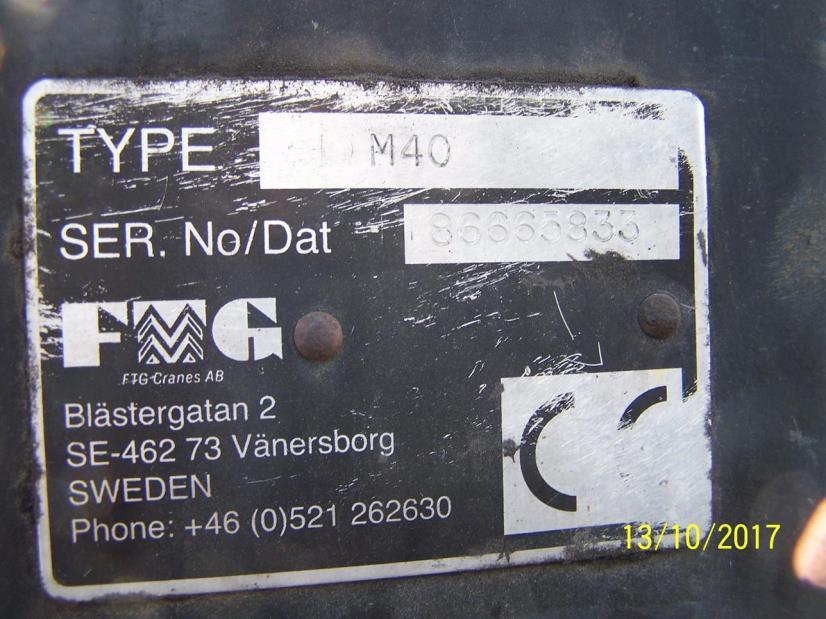 TYPE M40
SER. No/Dat 86665833
FMG
FTG Cranes AB
Blästergatan 2
SE-462 73 Vänersborg
SWEDEN
Phone: +46 (0)521 262630
CE
13/10/2017